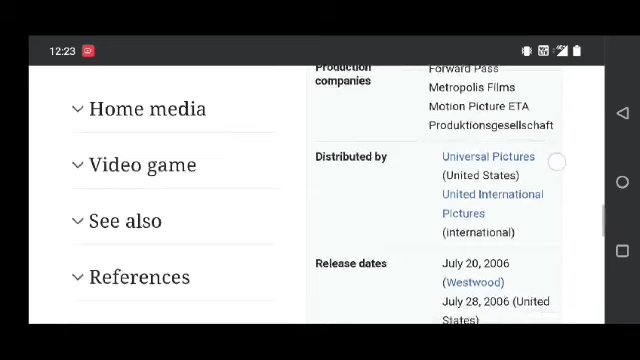 12:23
Home media
Video game
See also
References
Production
companies
Forward Pass
Metropolis Films
Motion Picture ETA
Produktionsgesellschaft
Distributed by
Universal Pictures
(United States)
United International
Pictures
(international)
Release dates
July 20, 2006
(Westwood)
July 28, 2006 (United
States)